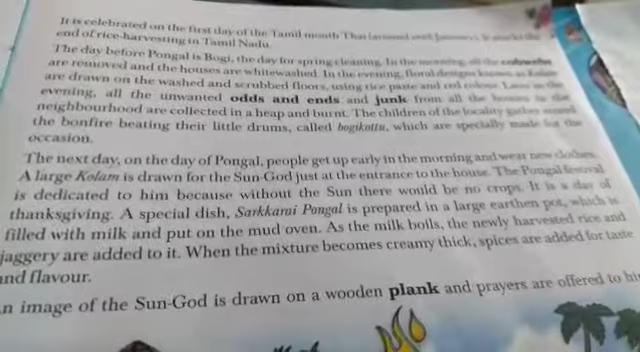 It is celebrated on the first day of the Tamil month Thai
end of rice-harvesting in Tamil Nadu.
The day before Pongal is Bogi, the day for spring cleaning. In the morning, all the cobwebs
are removed and the houses are whitewashed. In the evening, floral designs known as Kolam
are drawn on the washed and scrubbed floors, using rice paste and red colour. Later in the
evening, all the unwanted odds and ends and junk from all the houses in the
neighbourhood are collected in a heap and burnt. The children of the locality gather around
the bonfire beating their little drums, called bogikottu, which are specially made for the
occasion.
The next day, on the day of Pongal, people get up early in the morning and wear new clothes.
A large Kolam is drawn for the Sun-God just at the entrance to the house. The Pongal festival
is dedicated to him because without the Sun there would be no crops. It is a day of
thanksgiving. A special dish, Sarkkarai Pongal is prepared in a large earthen pot, which is
filled with milk and put on the mud oven. As the milk boils, the newly harvested rice and
jaggery are added to it. When the mixture becomes creamy thick, spices are added for taste
and flavour.
An image of the Sun-God is drawn on a wooden plank and prayers are offered to him